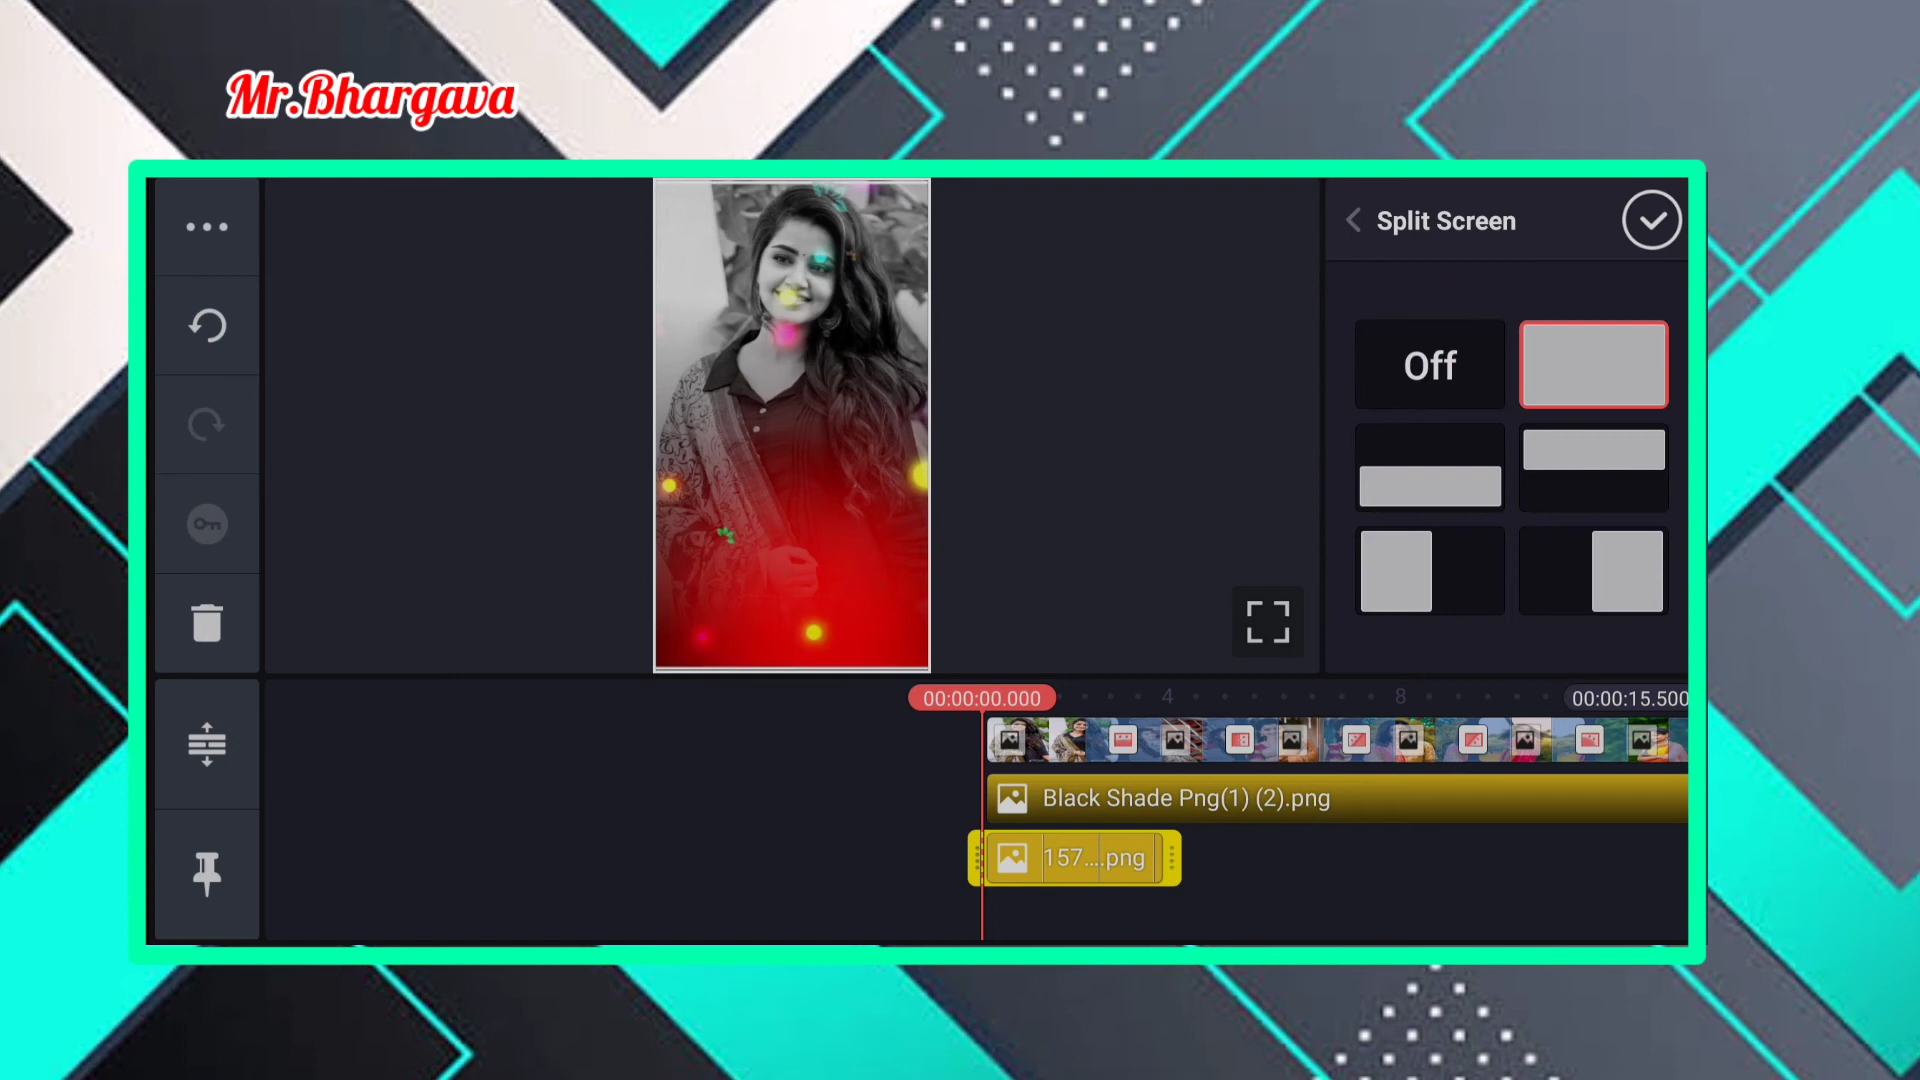 Mr.Bhargava
Split Screen
Off
00:00:00.000
4
8
00:00:15.500
Black Shade Png(1) (2).png
157....png